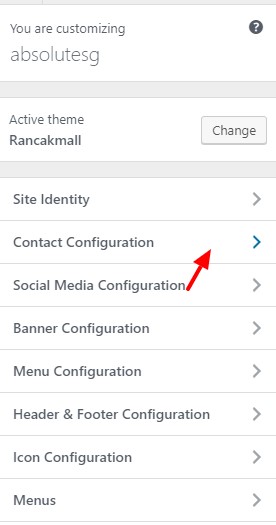 You are customizing
absolutesg
Active theme
Rancakmall
Change
Site Identity
Contact Configuration
Social Media Configuration
Banner Configuration
Menu Configuration
Header & Footer Configuration
Icon Configuration
Menus